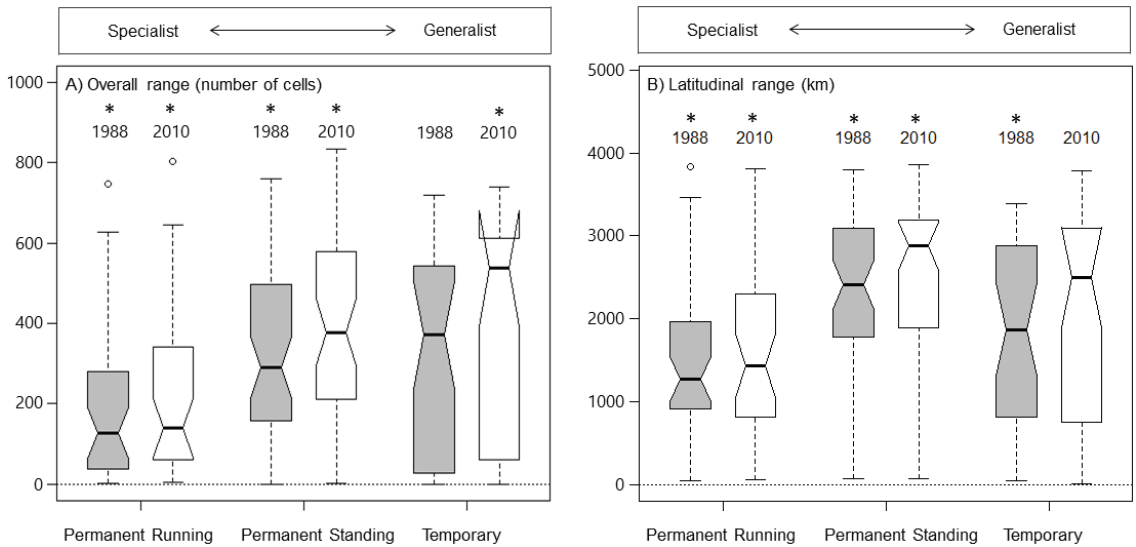 Specialist Generalist
A) Overall range (number of cells)
* * * * *
1988 2010 1988 2010 1988 2010
1000
800
600
400
200
0
Permanent Running Permanent Standing Temporary
Specialist Generalist
B) Latitudinal range (km)
* * * * *
1988 2010 1988 2010 1988 2010
5000
4000
3000
2000
1000
0
Permanent Running Permanent Standing Temporary